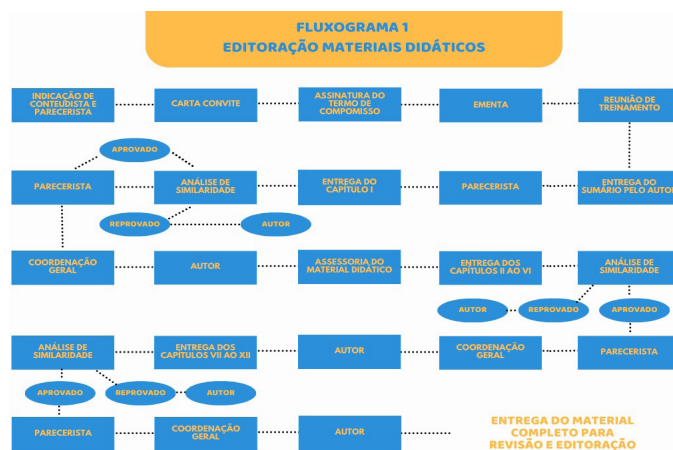 FLUXOGRAMA 1
EDITORAÇÃO MATERIAIS DIDÁTICOS
INDICAÇÃO DE
CONTEUDISTA E
PARECERISTA
CARTA CONVITE
ASSINATURA DO
TERMO DE
COMPOMISSO
EMENTA
REUNIÃO DE
TREINAMENTO
APROVADO
PARECERISTA
ANÁLISE DE
SIMILARIDADE
ENTREGA DO
CAPÍTULO I
PARECERISTA
ENTREGA DO
SUMÁRIO PELO AUTOR
REPROVADO
AUTOR
COORDENAÇÃO
GERAL
AUTOR
ASSESSORIA DO
MATERIAL DIDÁTICO
ENTREGA DOS
CAPÍTULOS II AO VI
ANÁLISE DE
SIMILARIDADE
AUTOR
REPROVADO
APROVADO
ANÁLISE DE
SIMILARIDADE
ENTREGA DOS
CAPÍTULOS VII AO XII
AUTOR
COORDENAÇÃO
GERAL
PARECERISTA
APROVADO
REPROVADO
AUTOR
PARECERISTA
COORDENAÇÃO
GERAL
AUTOR
ENTREGA DO MATERIAL
COMPLETO PARA
REVISÃO E EDITORAÇÃO